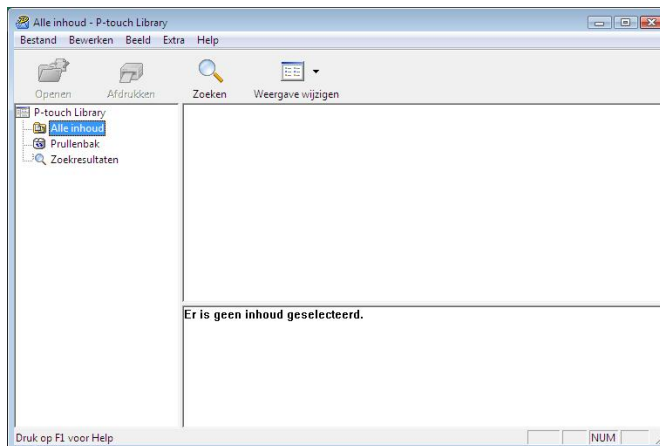 Alle inhoud - P-touch Library
Bestand Bewerken Beeld Extra Help
Openen Afdrukken Zoeken Weergave wijzigen
P-touch Library
Alle inhoud
Prullenbak
Zoekresultaten
Er is geen inhoud geselecteerd.
Druk op F1 voor Help NUM